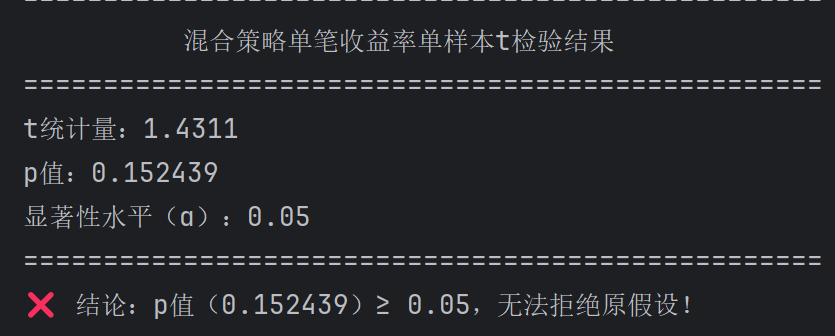 ==================================================
混合策略单笔收益率单样本t检验结果
==================================================
t统计量：1.4311
p值：0.152439
显著性水平（α）：0.05
==================================================
❌ 结论：p值（0.152439）≥ 0.05，无法拒绝原假设！